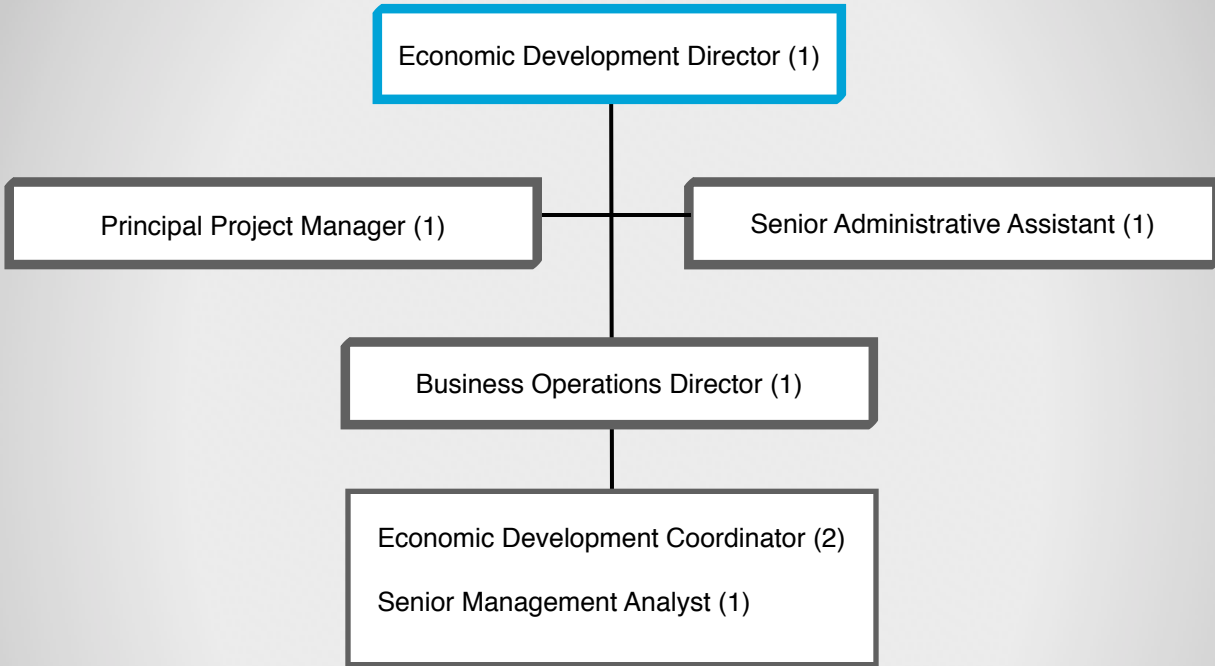 Economic Development Director (1)
Principal Project Manager (1)
Senior Administrative Assistant (1)
Business Operations Director (1)
Economic Development Coordinator (2)
Senior Management Analyst (1)